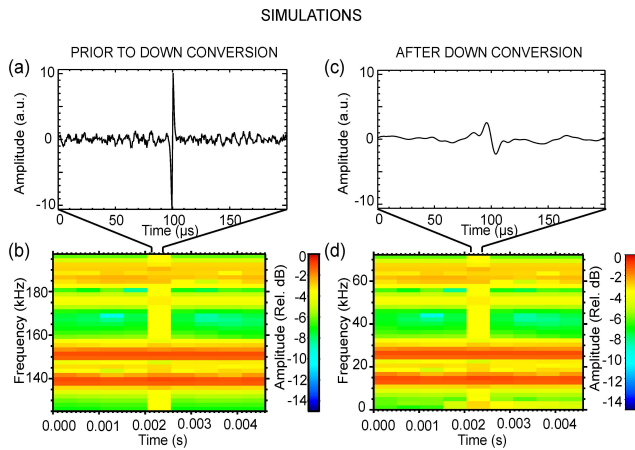 SIMULATIONS
PRIOR TO DOWN CONVERSION
AFTER DOWN CONVERSION
(a)
10
0
-10
Amplitude (a.u.)
0 50 100 150
Time (µs)
(c)
10
0
-10
Amplitude (a.u.)
0 50 100 150
Time (µs)
(b)
180
160
140
Frequency (kHz)
0.000 0.001 0.002 0.003 0.004
Time (s)
0
-2
-4
-6
-8
-10
-12
-14
Amplitude (Rel. dB)
(d)
60
40
20
0
Frequency (kHz)
0.000 0.001 0.002 0.003 0.004
Time (s)
0
-2
-4
-6
-8
-10
-12
-14
Amplitude (Rel. dB)